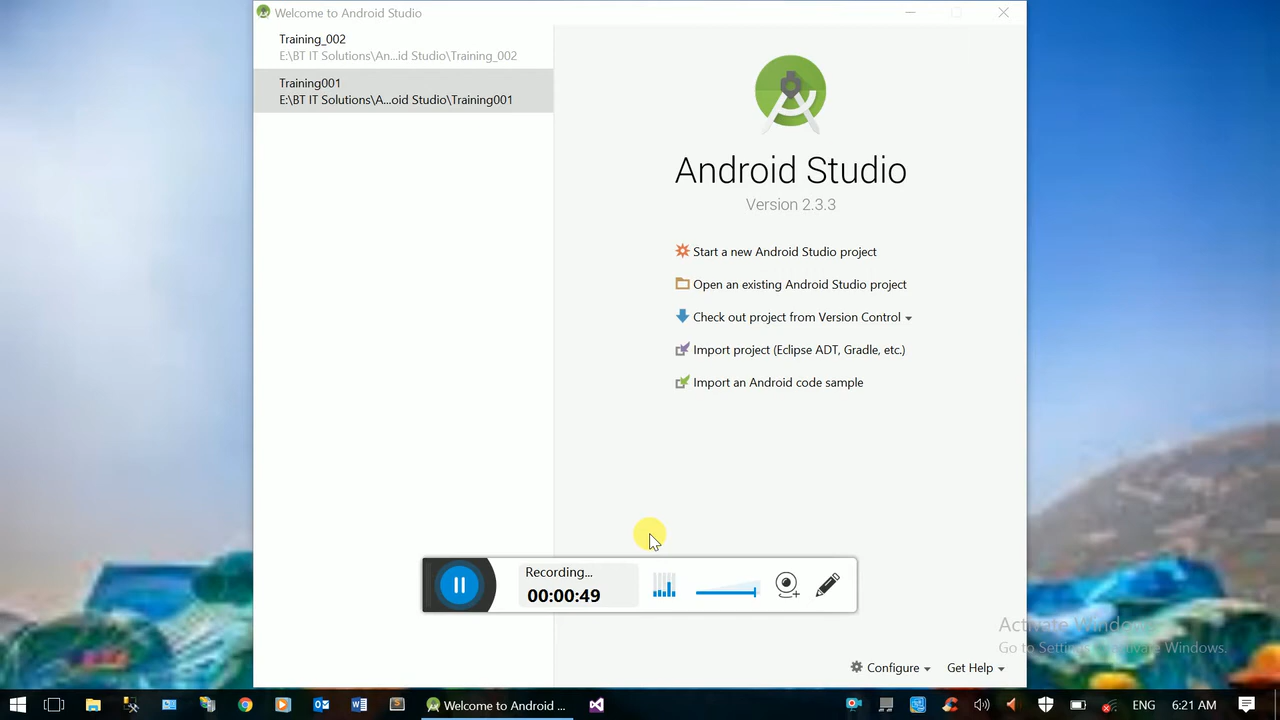 Welcome to Android Studio
Training_002
E:\BT IT Solutions\An...id Studio\Training_002
Training001
E:\BT IT Solutions\A...oid Studio\Training001
Android Studio
Version 2.3.3
Start a new Android Studio project
Open an existing Android Studio project
Check out project from Version Control
Import project (Eclipse ADT, Gradle, etc.)
Import an Android code sample
Recording...
00:00:49
Activate Windows
Go to Settings to Activate Windows.
Configure
Get Help
Welcome to Android ...
ENG
6:21 AM